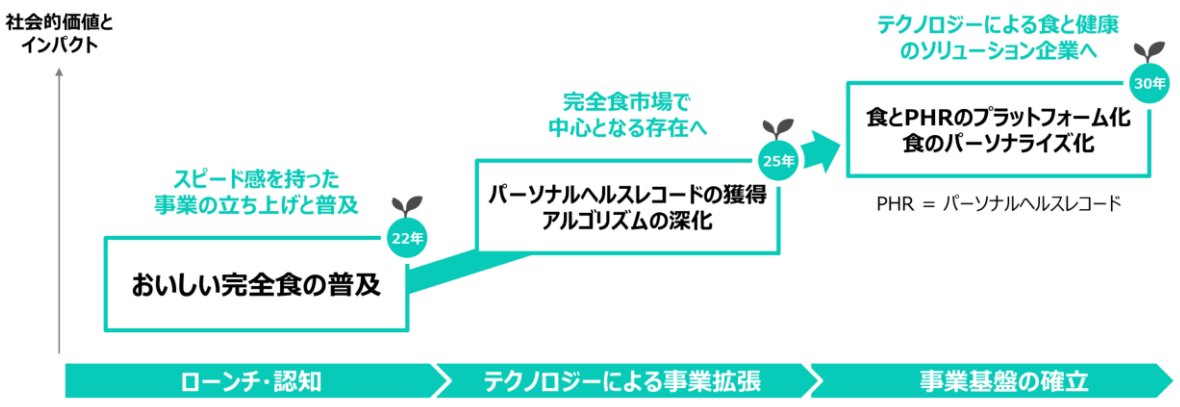 社会的価値と
インパクト
テクノロジーによる食と健康
のソリューション企業へ
30年
食とPHRのプラットフォーム化
食のパーソナライズ化
PHR = パーソナルヘルスレコード
完全食市場で
中心となる存在へ
25年
パーソナルヘルスレコードの獲得
アルゴリズムの深化
スピード感を持った
事業の立ち上げと普及
22年
おいしい完全食の普及
ローンチ・認知
テクノロジーによる事業拡張
事業基盤の確立